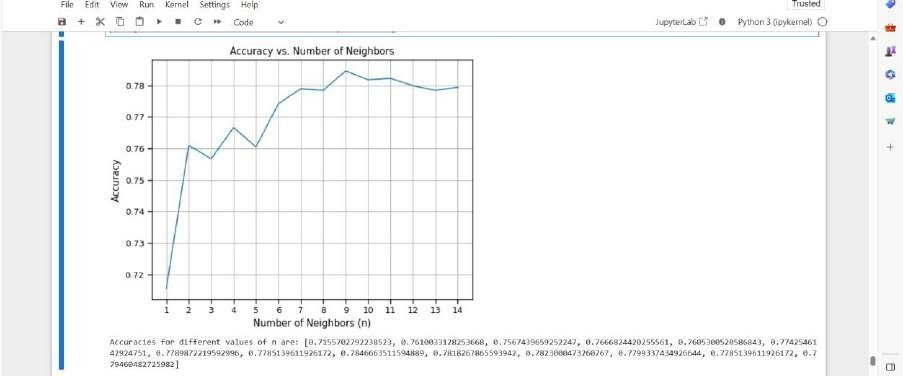 File Edit View Run Kernel Settings Help
Trusted
Code
JupyterLab
Python 3 (ipykernel)
Accuracy vs. Number of Neighbors
Accuracy
0.78
0.77
0.76
0.75
0.74
0.73
0.72
1 2 3 4 5 6 7 8 9 10 11 12 13 14
Number of Neighbors (n)
Accuracies for different values of n are: [0.7155702792238523, 0.7610033128253668, 0.7567439659252247, 0.7666824420255561, 0.7605300520586843, 0.77425461
42924751, 0.7789872219592996, 0.7785139611926172, 0.7846663511594889, 0.7818267865593942, 0.7823000473260767, 0.7799337434926644, 0.7785139611926172, 0.7
79460482725982]